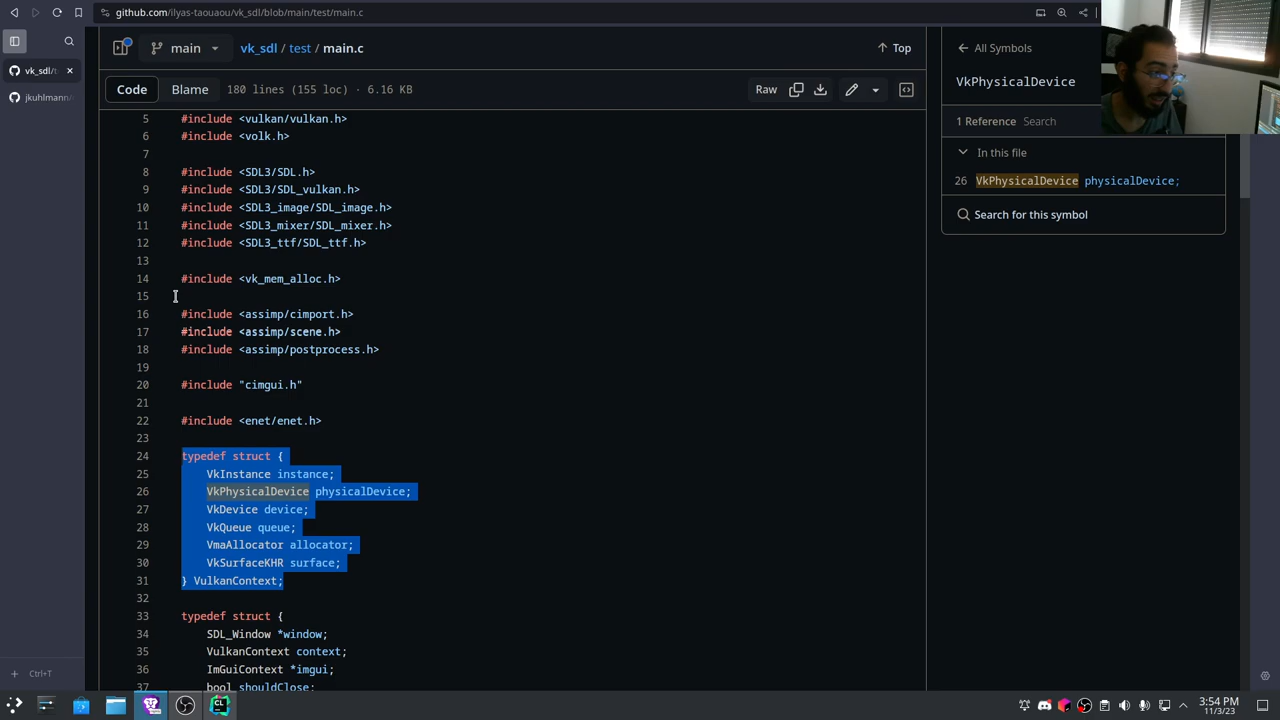 github.com/ilyas-taouaou/vk_sdl/blob/main/test/main.c
vk_sdl/t
jkuhlmann/
main
vk_sdl / test / main.c
Top
Code
Blame
180 lines (155 loc) · 6.16 KB
Raw
All Symbols
VkPhysicalDevice
1 Reference Search
In this file
26 VkPhysicalDevice physicalDevice;
Search for this symbol
5 #include <vulkan/vulkan.h>
6 #include <volk.h>
7
8 #include <SDL3/SDL.h>
9 #include <SDL3/SDL_vulkan.h>
10 #include <SDL3_image/SDL_image.h>
11 #include <SDL3_mixer/SDL_mixer.h>
12 #include <SDL3_ttf/SDL_ttf.h>
13
14 #include <vk_mem_alloc.h>
15
16 #include <assimp/cimport.h>
17 #include <assimp/scene.h>
18 #include <assimp/postprocess.h>
19
20 #include "cimgui.h"
21
22 #include <enet/enet.h>
23
24 typedef struct {
25 VkInstance instance;
26 VkPhysicalDevice physicalDevice;
27 VkDevice device;
28 VkQueue queue;
29 VmaAllocator allocator;
30 VkSurfaceKHR surface;
31 } VulkanContext;
32
33 typedef struct {
34 SDL_Window *window;
35 VulkanContext context;
36 ImGuiContext *imgui;
37 bool shouldClose;
Ctrl+T
3:54 PM
11/3/23